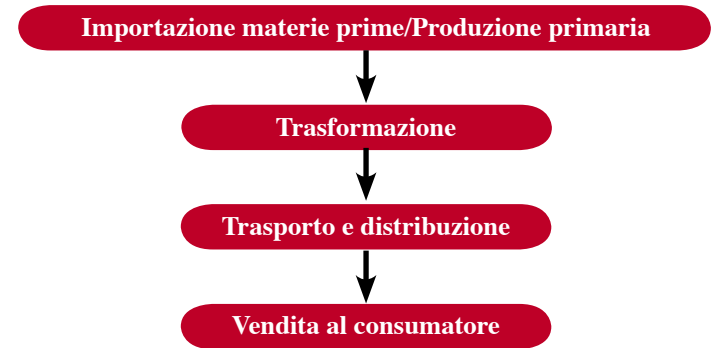 Importazione materie prime/Produzione primaria
Trasformazione
Trasporto e distribuzione
Vendita al consumatore